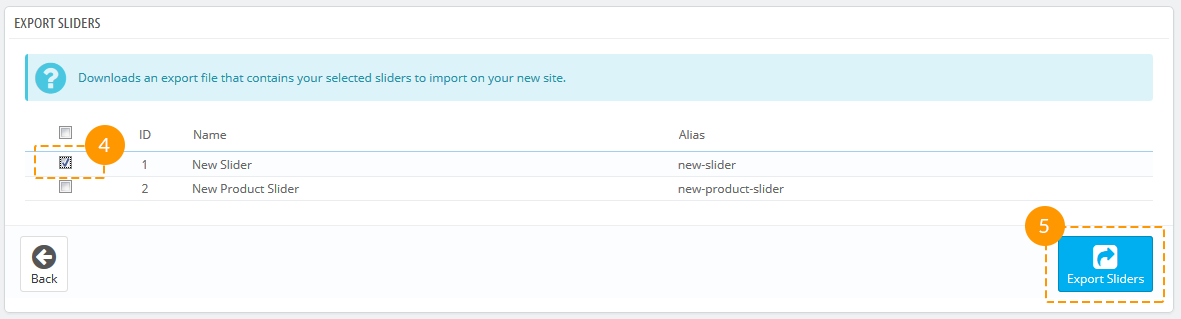 EXPORT SLIDERS
? Downloads an export file that contains your selected sliders to import on your new site.
ID Name Alias
4
1 New Slider new-slider
2 New Product Slider new-product-slider
5
Back
Export Sliders